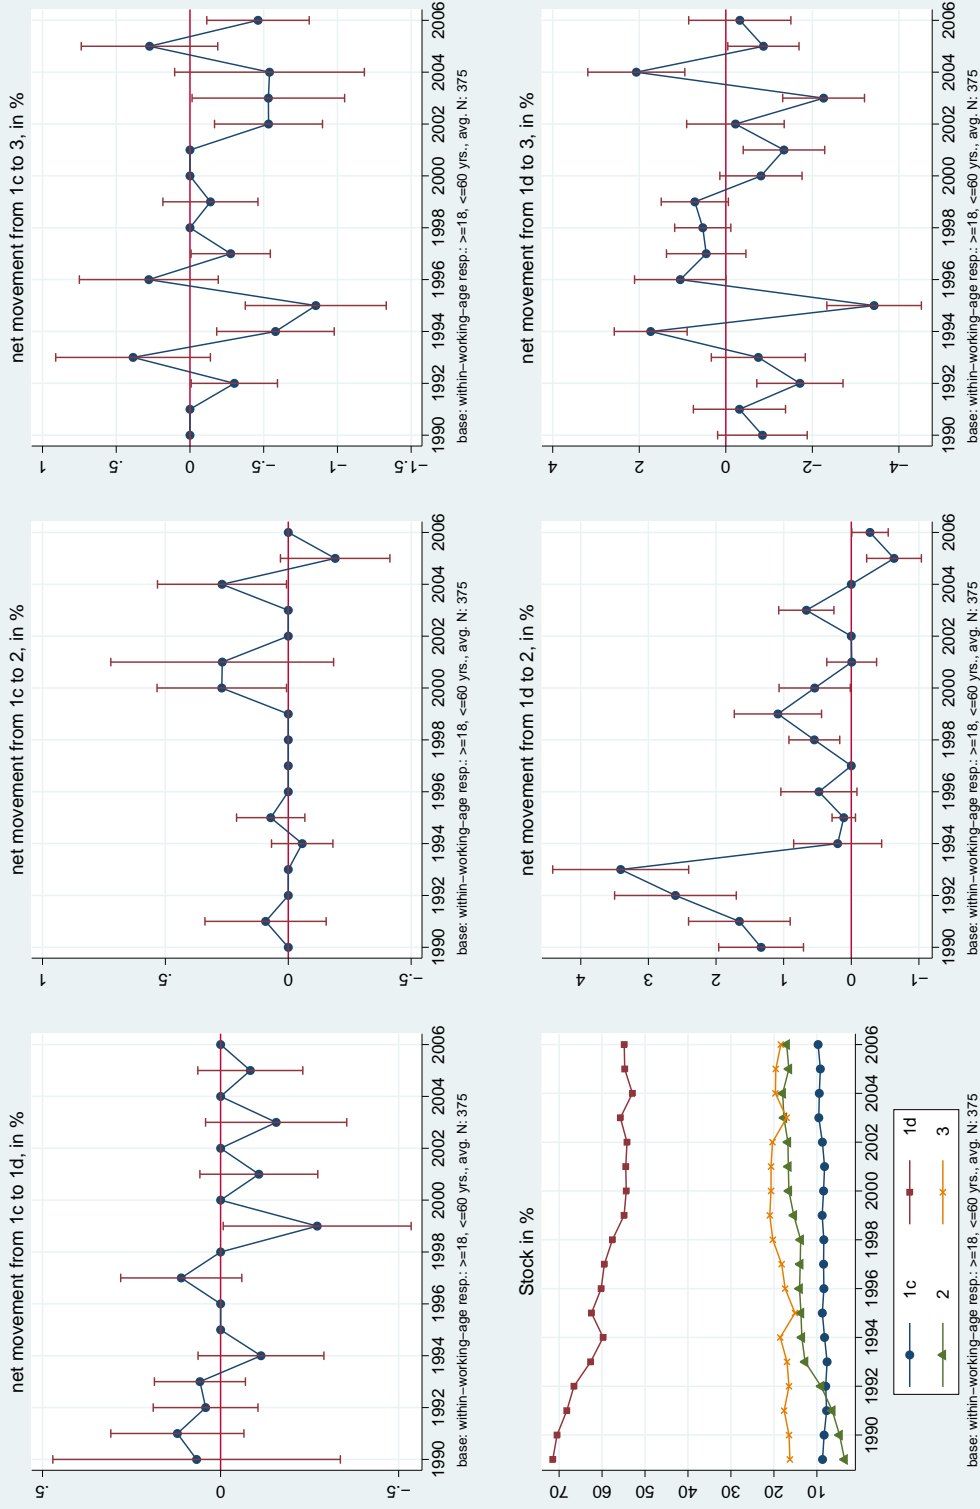 net movement from 1c to 1d, in %
.5
0
−.5
1990 1992 1994 1996 1998 2000 2002 2004 2006
base: within−working−age resp.: >=18, <=60 yrs., avg. N: 375
net movement from 1c to 2, in %
1
.5
0
−.5
1990 1992 1994 1996 1998 2000 2002 2004 2006
base: within−working−age resp.: >=18, <=60 yrs., avg. N: 375
net movement from 1c to 3, in %
1
.5
0
−.5
−1
−1.5
1990 1992 1994 1996 1998 2000 2002 2004 2006
base: within−working−age resp.: >=18, <=60 yrs., avg. N: 375
Stock in %
70
60
50
40
30
20
10
1990 1992 1994 1996 1998 2000 2002 2004 2006
1c 1d
2 3
base: within−working−age resp.: >=18, <=60 yrs., avg. N: 375
net movement from 1d to 2, in %
4
3
2
1
0
−1
1990 1992 1994 1996 1998 2000 2002 2004 2006
base: within−working−age resp.: >=18, <=60 yrs., avg. N: 375
net movement from 1d to 3, in %
4
2
0
−2
−4
1990 1992 1994 1996 1998 2000 2002 2004 2006
base: within−working−age resp.: >=18, <=60 yrs., avg. N: 375